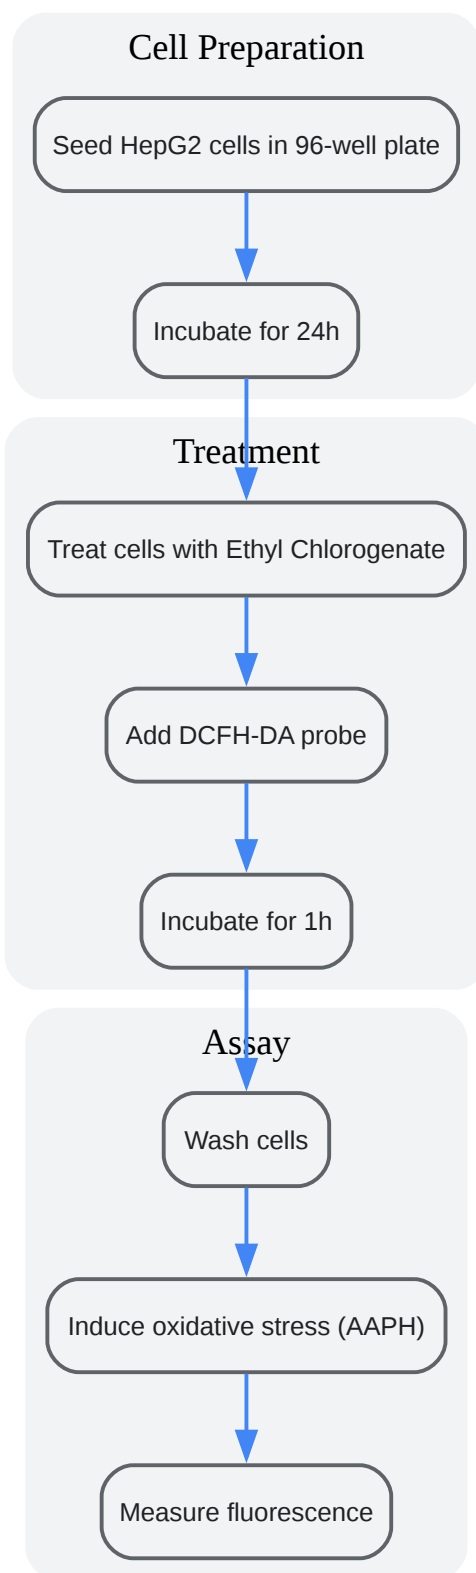 Cell Preparation
Seed HepG2 cells in 96-well plate
Incubate for 24h
Treatment
Treat cells with Ethyl Chlorogenate
Add DCFH-DA probe
Incubate for 1h
Assay
Wash cells
Induce oxidative stress (AAPH)
Measure fluorescence